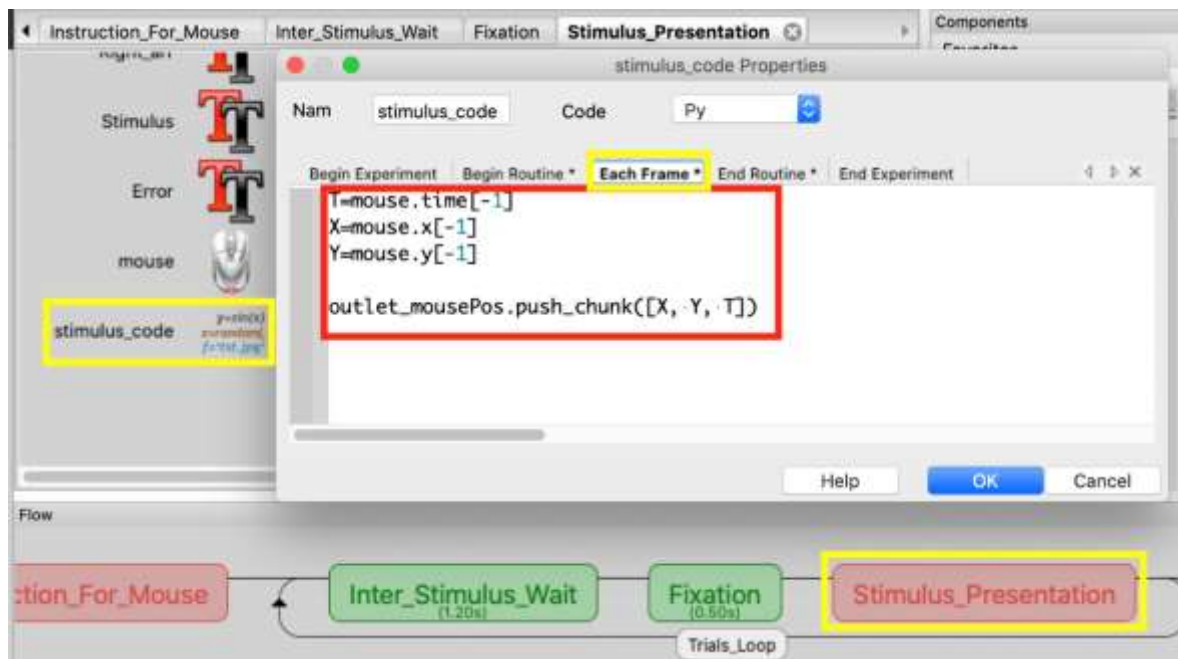 Instruction_For_Mouse Inter_Stimulus_Wait Fixation Stimulus_Presentation
Components
stimulus_code Properties
Stimulus
Error
mouse
stimulus_code
Nam stimulus_code Code Py
Begin Experiment Begin Routine * Each Frame * End Routine * End Experiment
T=mouse.time[-1]
X=mouse.x[-1]
Y=mouse.y[-1]
outlet_mousePos.push_chunk([X, Y, T])
Help OK Cancel
Flow
ction_For_Mouse
Inter_Stimulus_Wait
(1.20s)
Fixation
(0.50s)
Stimulus_Presentation
Trials_Loop